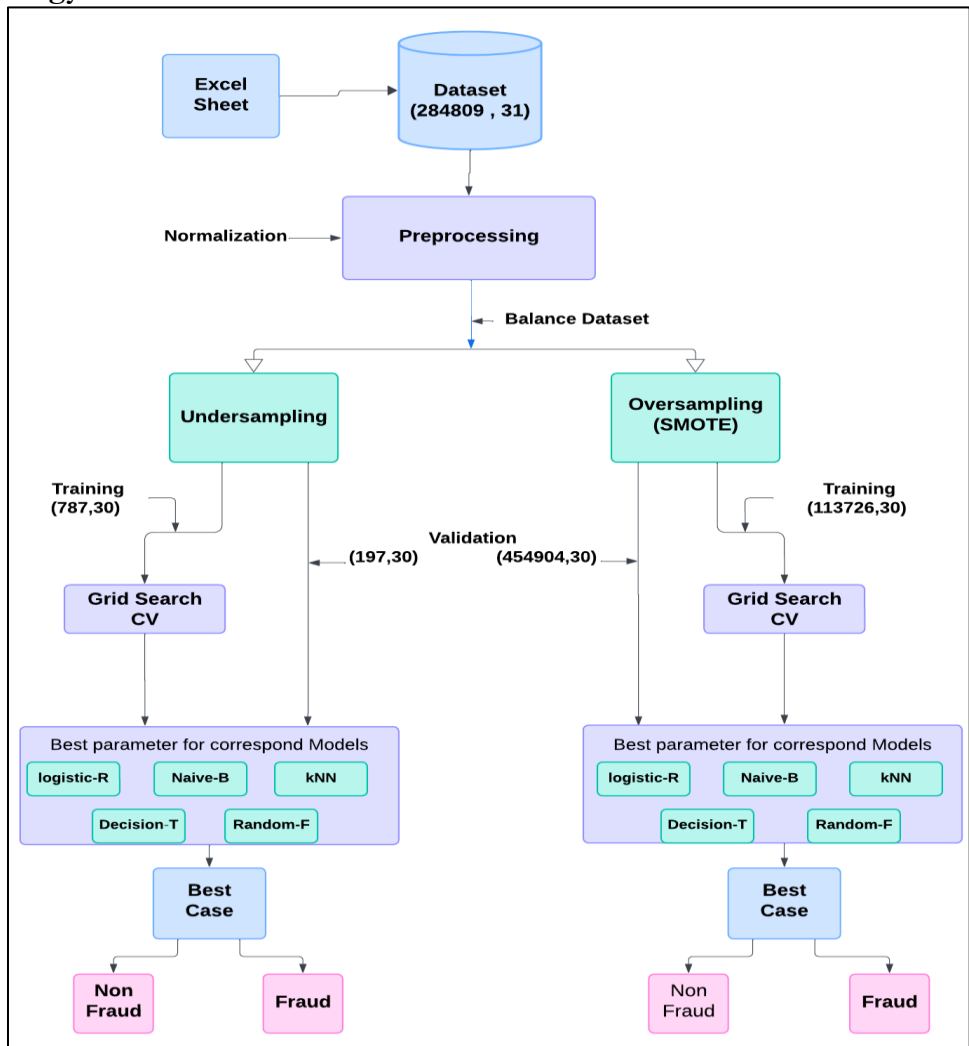 gy
Excel
Sheet
Dataset
(284809 , 31)
Normalization
Preprocessing
Balance Dataset
Undersampling
Oversampling
(SMOTE)
Training
(787,30)
Training
(113726,30)
Validation
(197,30)
(454904,30)
Grid Search
CV
Grid Search
CV
Best parameter for correspond Models
logistic-R
Naive-B
kNN
Decision-T
Random-F
Best parameter for correspond Models
logistic-R
Naive-B
kNN
Decision-T
Random-F
Best
Case
Best
Case
Non
Fraud
Fraud
Non
Fraud
Fraud